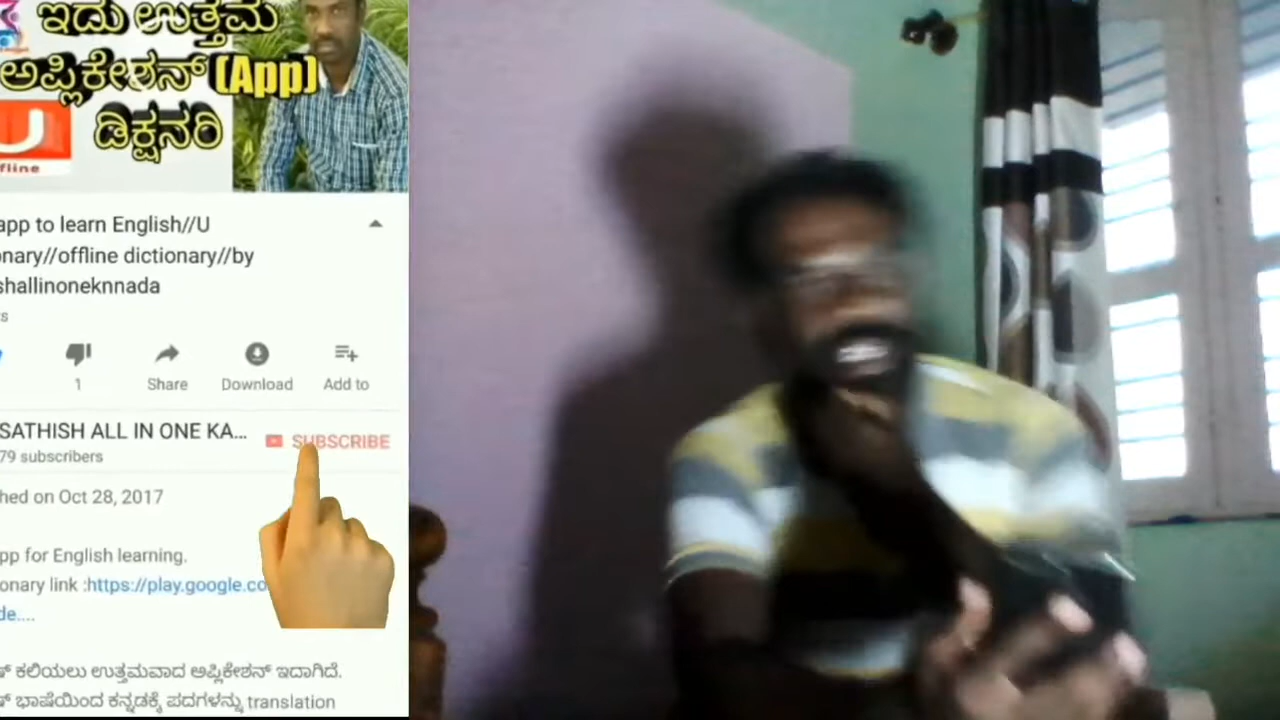 ಇದು ಉತ್ತಮ
ಅಪ್ಲಿಕೇಶನ್ (App)
U
ಡಿಕ್ಷನರಿ
fline
app to learn English//U
onary//offline dictionary//by
shallinoneknnada
s
1
Share
Download
Add to
SATHISH ALL IN ONE KA...
SUBSCRIBE
79 subscribers
hed on Oct 28, 2017
pp for English learning.
onary link :https://play.google.co
de....
ಷ್ ಕಲಿಯಲು ಉತ್ತಮವಾದ ಅಪ್ಲಿಕೇಶನ್ ಇದಾಗಿದೆ.
ಷ್ ಭಾಷೆಯಿಂದ ಕನ್ನಡಕ್ಕೆ ಪದಗಳನ್ನು translation